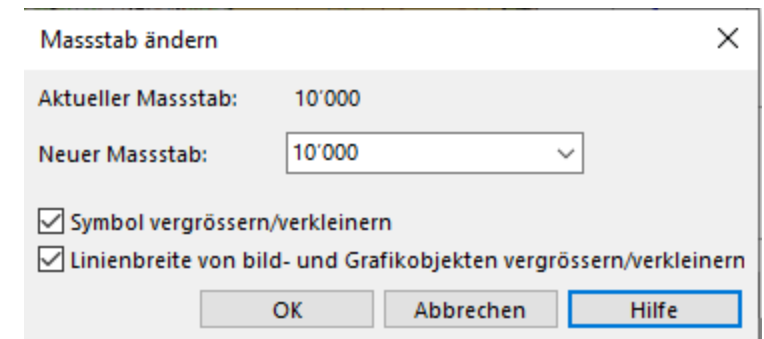 Massstab ändern
Aktueller Massstab: 10'000
Neuer Massstab: 10'000
Symbol vergrössern/verkleinern
Linienbreite von bild- und Grafikobjekten vergrössern/verkleinern
OK Abbrechen Hilfe